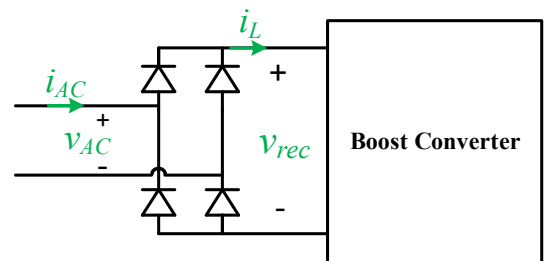 i_L
i_AC
+
+
v_AC
v_rec
Boost Converter
-
-